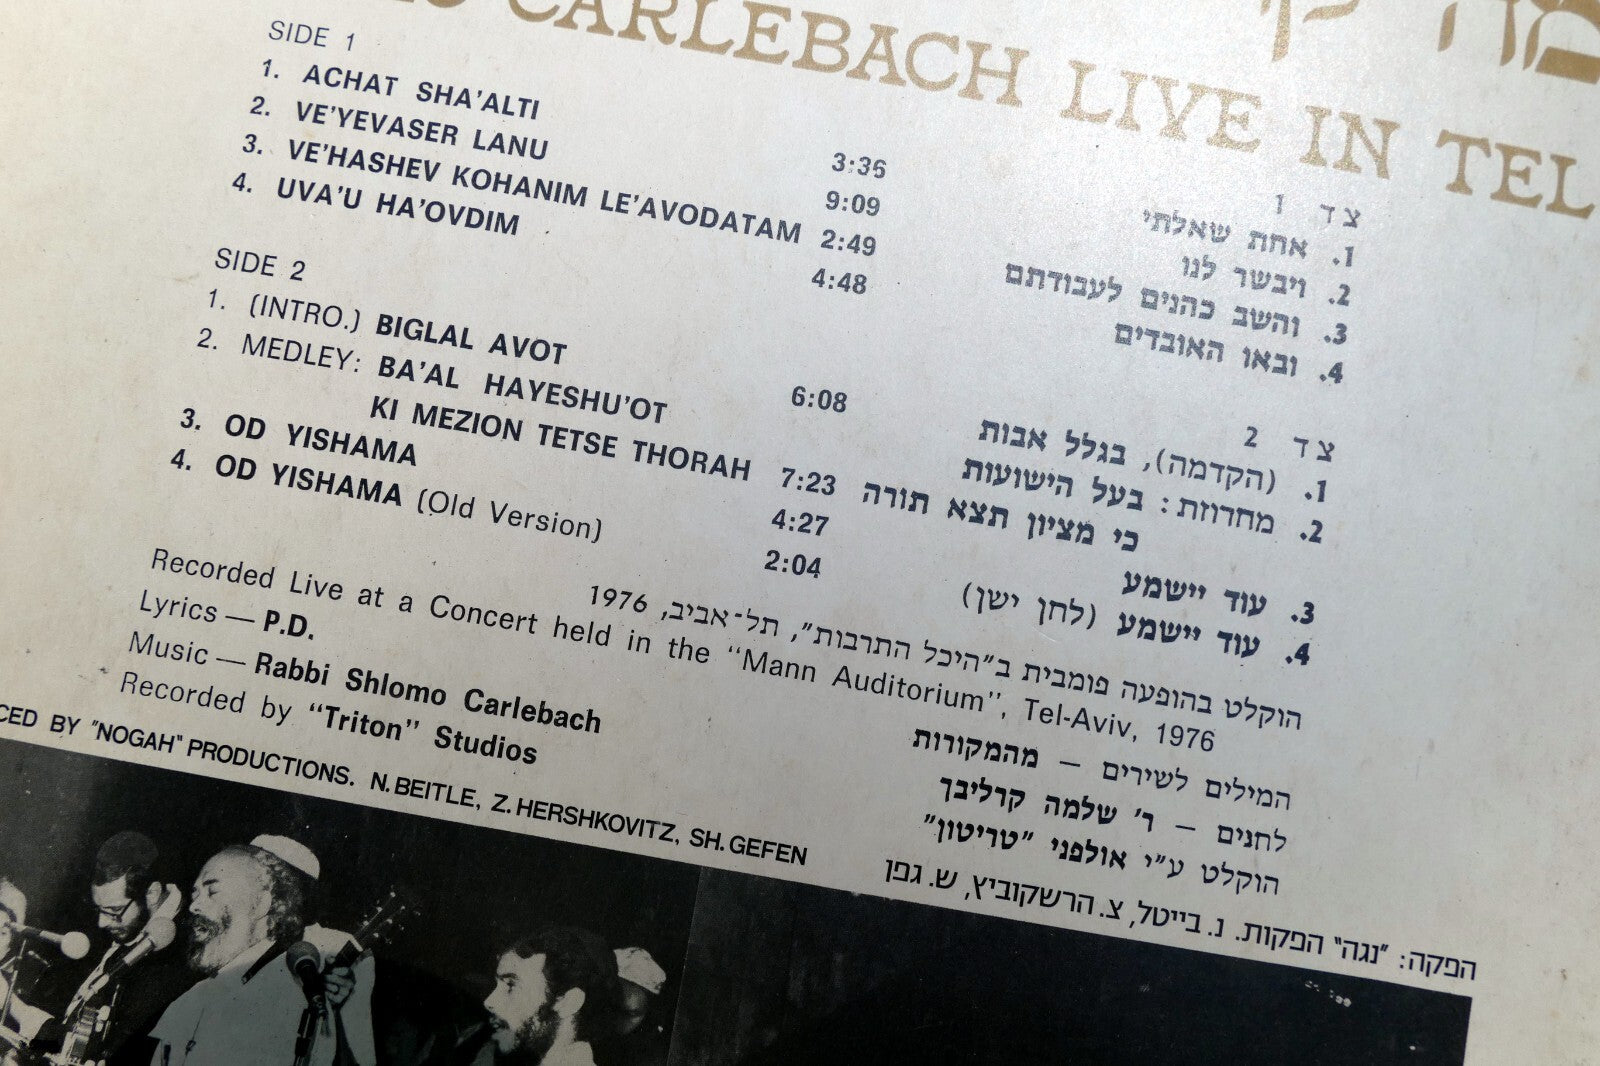 CARLEBACH LIVE IN TEL
SIDE 1
1. ACHAT SHA'ALTI 3:36
2. VE'YEVASER LANU 9:09
3. VE'HASHEV KOHANIM LE'AVODATAM 2:49
4. UVA'U HA'OVDIM 4:48
SIDE 2
1. (INTRO.) BIGLAL AVOT 6:08
2. MEDLEY: BA'AL HAYESHU'OT
KI MEZION TETSE THORAH 7:23
3. OD YISHAMA 4:27
4. OD YISHAMA (Old Version) 2:04
צד 1
1. אחת שאלתי
2. ויבשר לנו
3. והשב כהנים לעבודתם
4. ובאו האובדים
צד 2
1. (הקדמה), בגלל אבות
2. מחרוזת: בעל הישועות
כי מציון תצא תורה
3. עוד יישמע
4. עוד יישמע (לחן ישן)
הוקלט בהופעה פומבית ב"היכל התרבות", תל-אביב, 1976
Recorded Live at a Concert held in the "Mann Auditorium", Tel-Aviv, 1976
Lyrics — P.D.
Music — Rabbi Shlomo Carlebach
Recorded by "Triton" Studios
המילים לשירים — מהמקורות
לחנים — ר' שלמה קרליבך
הוקלט ע"י אולפני "טריטון"
BY "NOGAH" PRODUCTIONS. N. BEITLE, Z. HERSHKOVITZ, SH. GEFEN
הפקה: "נגה" הפקות. נ. בייטל, צ. הרשקוביץ, ש. גפן